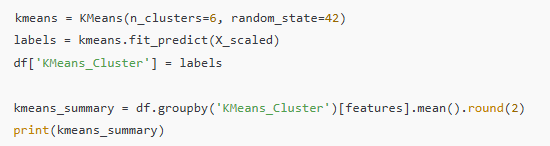 kmeans = KMeans(n_clusters=6, random_state=42)
labels = kmeans.fit_predict(X_scaled)
df['KMeans_Cluster'] = labels
kmeans_summary = df.groupby('KMeans_Cluster')[features].mean().round(2)
print(kmeans_summary)